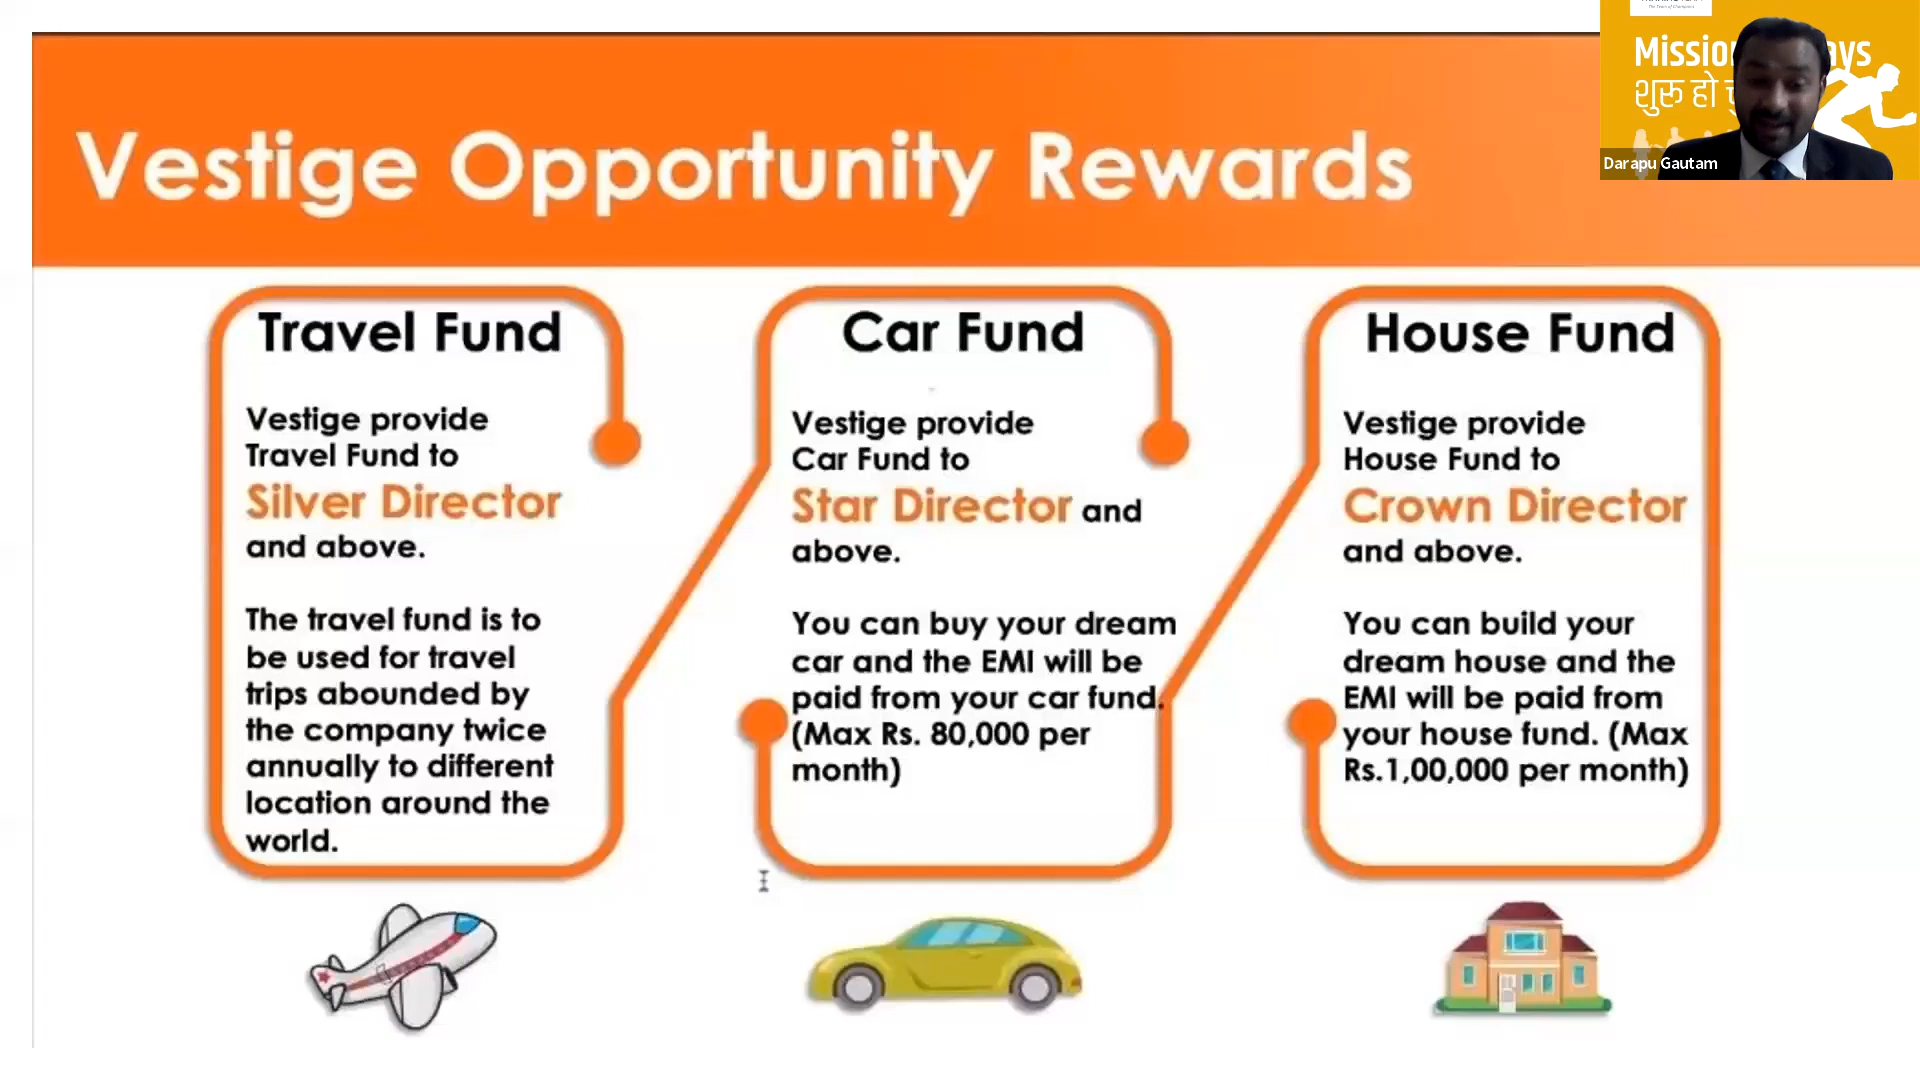 Vestige Opportunity Rewards
Travel Fund
Vestige provide
Travel Fund to
Silver Director
and above.
The travel fund is to
be used for travel
trips abounded by
the company twice
annually to different
location around the
world.
Car Fund
Vestige provide
Car Fund to
Star Director and
above.
You can buy your dream
car and the EMI will be
paid from your car fund.
(Max Rs. 80,000 per
month)
House Fund
Vestige provide
House Fund to
Crown Director
and above.
You can build your
dream house and the
EMI will be paid from
your house fund. (Max
Rs.1,00,000 per month)
शुरू हो
Darapu Gautam